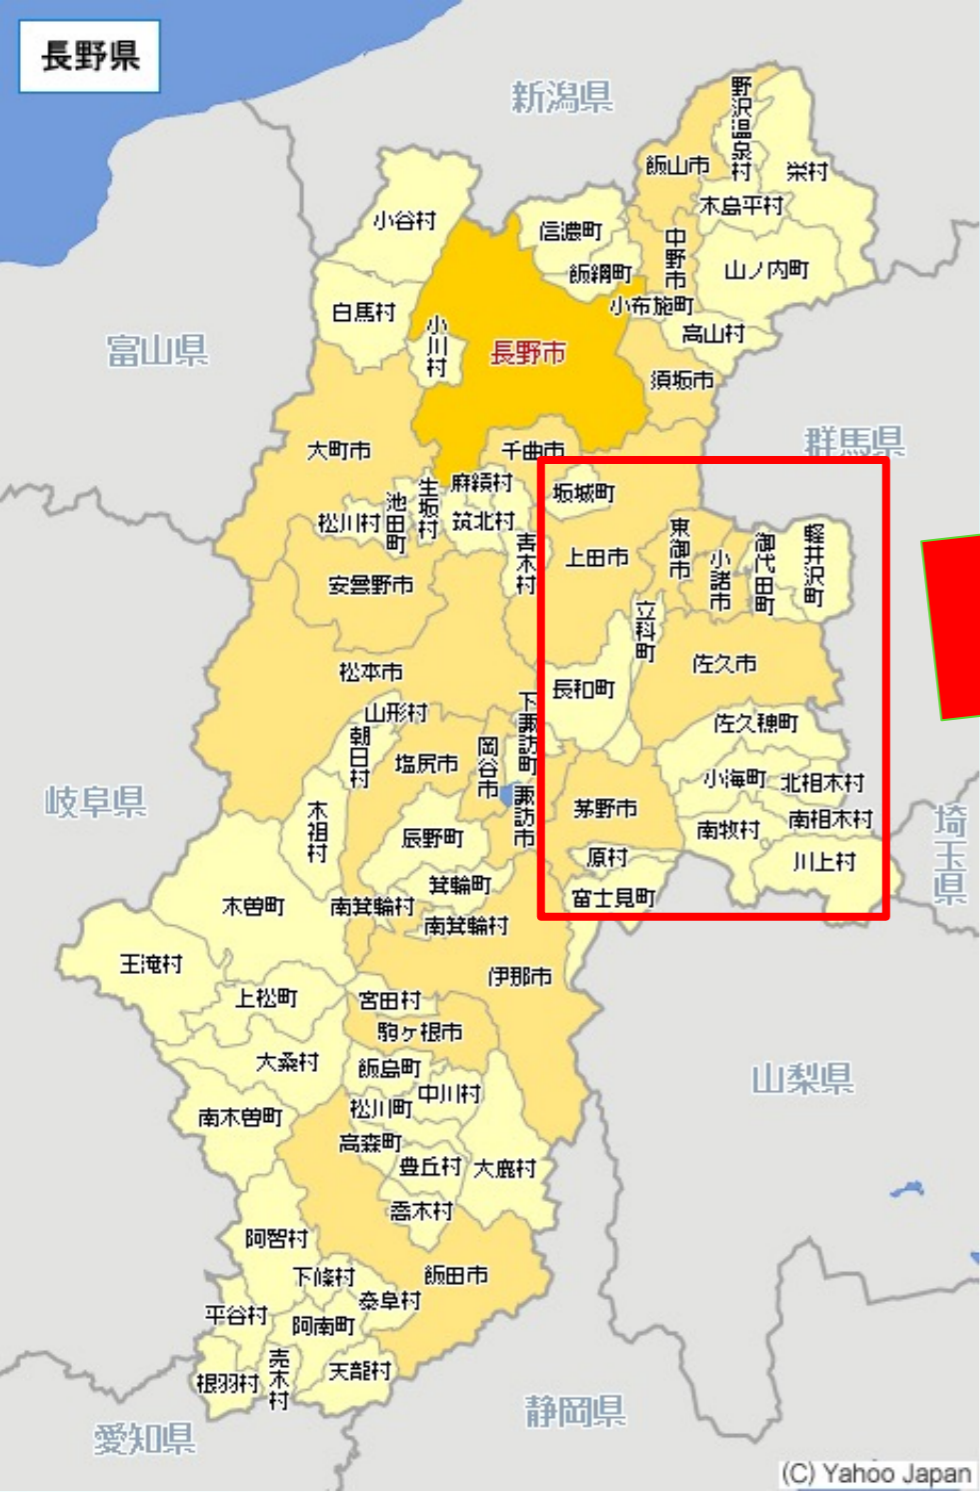 長野県
新潟県
野沢温泉村
飯山市
栄村
木島平村
小谷村
信濃町
中野市
飯綱町
山ノ内町
白馬村
小布施町
小川村
高山村
富山県
長野市
須坂市
群馬県
大町市
千曲市
麻績村
坂城町
生坂村
池田町
松川村
筑北村
青木村
上田市
東御市
小諸市
御代田町
軽井沢町
安曇野市
立科町
佐久市
松本市
長和町
下諏訪町
山形村
朝日村
佐久穂町
岡谷市
塩尻市
小海町
北相木村
岐阜県
諏訪市
茅野市
木祖村
辰野町
南牧村
南相木村
埼玉県
原村
川上村
箕輪町
富士見町
木曽町
南箕輪村
南箕輪村
王滝村
伊那市
上松町
宮田村
駒ヶ根市
大桑村
飯島町
山梨県
中川村
松川町
南木曽町
高森町
豊丘村
大鹿村
喬木村
阿智村
下條村
飯田市
泰阜村
平谷村
阿南町
売木村
天龍村
根羽村
静岡県
愛知県
(C) Yahoo Japan